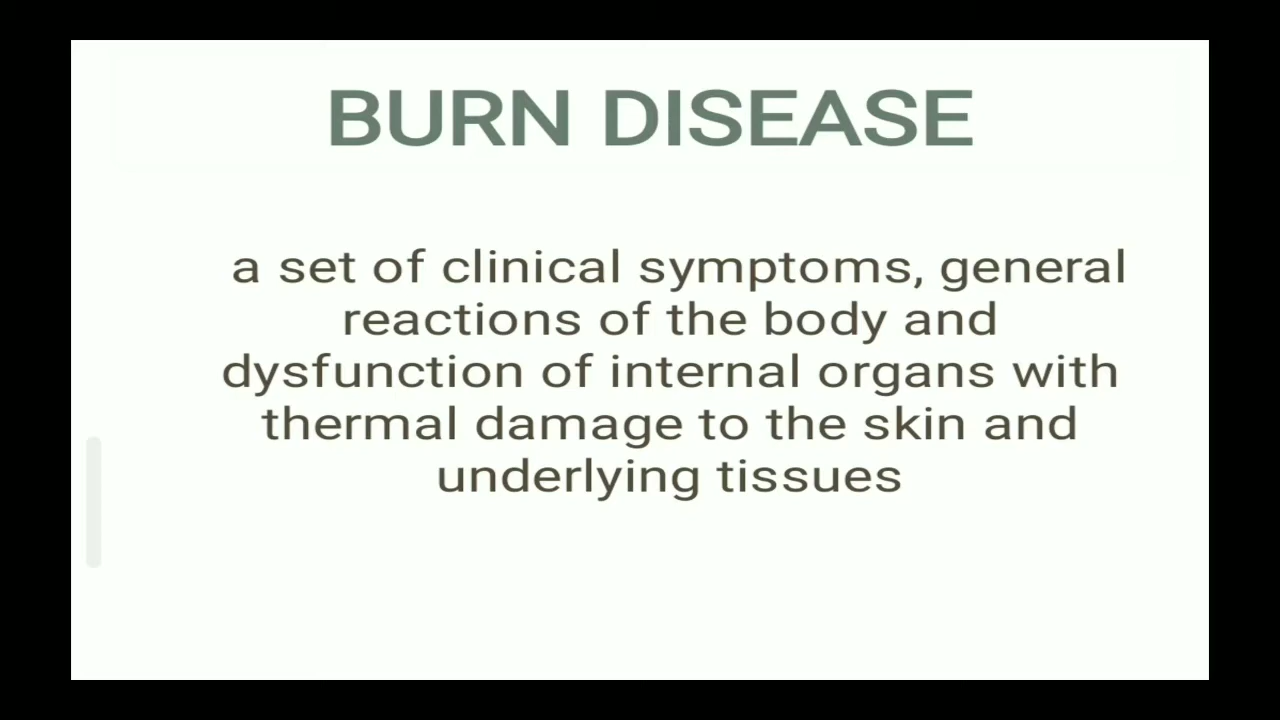 BURN DISEASE
a set of clinical symptoms, general
reactions of the body and
dysfunction of internal organs with
thermal damage to the skin and
underlying tissues